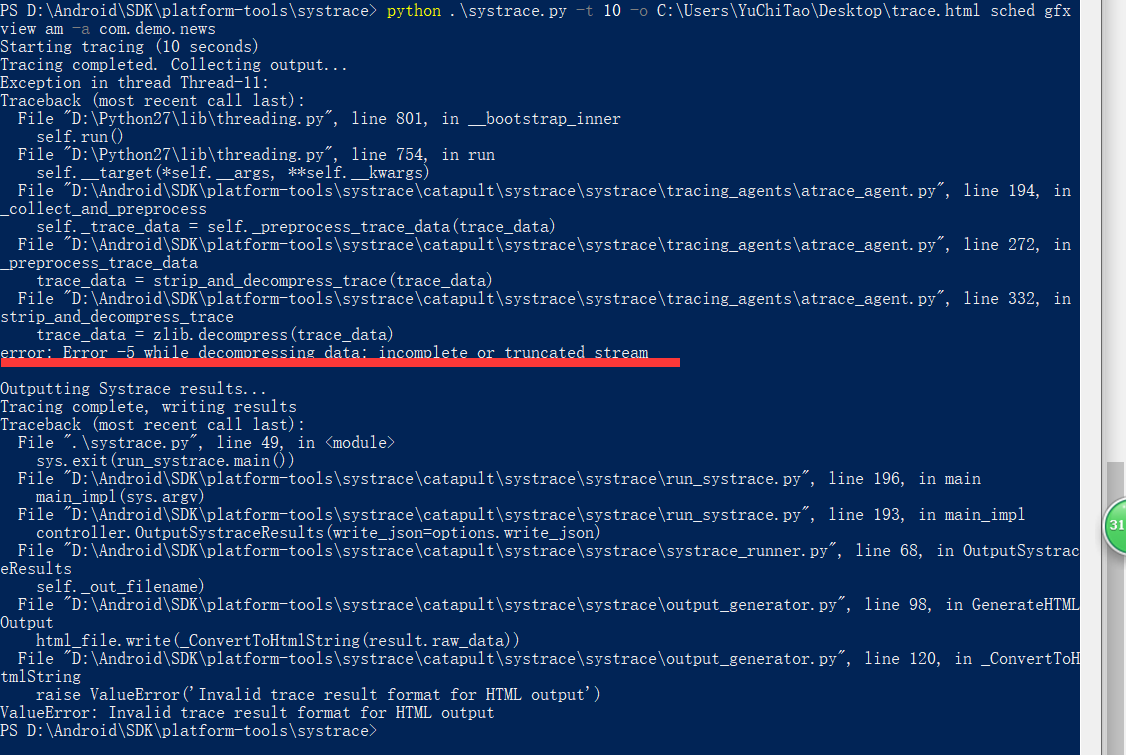 PS D:\Android\SDK\platform-tools\systrace> python .\systrace.py -t 10 -o C:\Users\YuChiTao\Desktop\trace.html sched gfx
view am -a com.demo.news
Starting tracing (10 seconds)
Tracing completed. Collecting output...
Exception in thread Thread-11:
Traceback (most recent call last):
  File "D:\Python27\lib\threading.py", line 801, in __bootstrap_inner
    self.run()
  File "D:\Python27\lib\threading.py", line 754, in run
    self.__target(*self.__args, **self.__kwargs)
  File "D:\Android\SDK\platform-tools\systrace\catapult\systrace\systrace\tracing_agents\atrace_agent.py", line 194, in
_collect_and_preprocess
    self._trace_data = self._preprocess_trace_data(trace_data)
  File "D:\Android\SDK\platform-tools\systrace\catapult\systrace\systrace\tracing_agents\atrace_agent.py", line 272, in
_preprocess_trace_data
    trace_data = strip_and_decompress_trace(trace_data)
  File "D:\Android\SDK\platform-tools\systrace\catapult\systrace\systrace\tracing_agents\atrace_agent.py", line 332, in
strip_and_decompress_trace
    trace_data = zlib.decompress(trace_data)
error: Error -5 while decompressing data: incomplete or truncated stream
Outputting Systrace results...
Tracing complete, writing results
Traceback (most recent call last):
  File ".\systrace.py", line 49, in <module>
    sys.exit(run_systrace.main())
  File "D:\Android\SDK\platform-tools\systrace\catapult\systrace\systrace\run_systrace.py", line 196, in main
    main_impl(sys.argv)
  File "D:\Android\SDK\platform-tools\systrace\catapult\systrace\systrace\run_systrace.py", line 193, in main_impl
    controller.OutputSystraceResults(write_json=options.write_json)
  File "D:\Android\SDK\platform-tools\systrace\catapult\systrace\systrace\systrace_runner.py", line 68, in OutputSystrac
eResults
    self._out_filename)
  File "D:\Android\SDK\platform-tools\systrace\catapult\systrace\systrace\output_generator.py", line 98, in GenerateHTML
Output
    html_file.write(_ConvertToHtmlString(result.raw_data))
  File "D:\Android\SDK\platform-tools\systrace\catapult\systrace\systrace\output_generator.py", line 120, in _ConvertToH
tmlString
    raise ValueError('Invalid trace result format for HTML output')
ValueError: Invalid trace result format for HTML output
PS D:\Android\SDK\platform-tools\systrace>
31